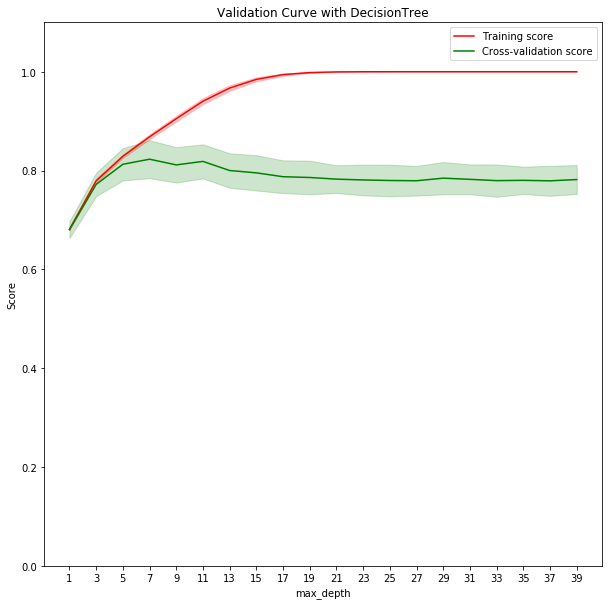 Validation Curve with DecisionTree
Training score
Cross-validation score
1.0
0.8
0.6
0.4
0.2
0.0
Score
1 3 5 7 9 11 13 15 17 19 21 23 25 27 29 31 33 35 37 39
max_depth